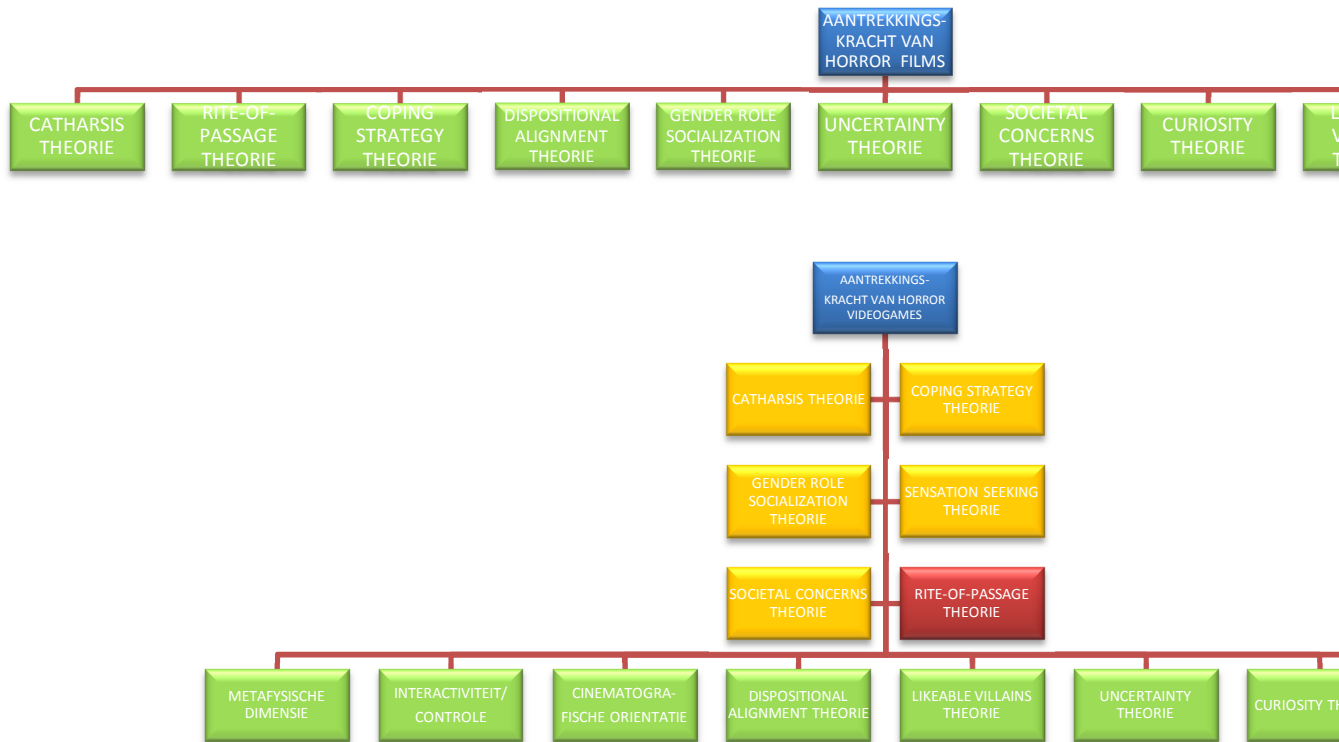 AANTREKKINGS-
KRACHT VAN
HORROR FILMS
CATHARSIS
THEORIE
RITE-OF-
PASSAGE
THEORIE
COPING
STRATEGY
THEORIE
DISPOSITIONAL
ALIGNMENT
THEORIE
GENDER ROLE
SOCIALIZATION
THEORIE
UNCERTAINTY
THEORIE
SOCIETAL
CONCERNS
THEORIE
CURIOSITY
THEORIE
AANTREKKINGS-
KRACHT VAN HORROR
VIDEOGAMES
CATHARSIS THEORIE
COPING STRATEGY
THEORIE
GENDER ROLE
SOCIALIZATION
THEORIE
SENSATION SEEKING
THEORIE
SOCIETAL CONCERNS
THEORIE
RITE-OF-PASSAGE
THEORIE
METAFYSISCHE
DIMENSIE
INTERACTIVITEIT/
CONTROLE
CINEMATOGRA-
FISCHE ORIENTATIE
DISPOSITIONAL
ALIGNMENT THEORIE
LIKEABLE VILLAINS
THEORIE
UNCERTAINTY
THEORIE
CURIOSITY